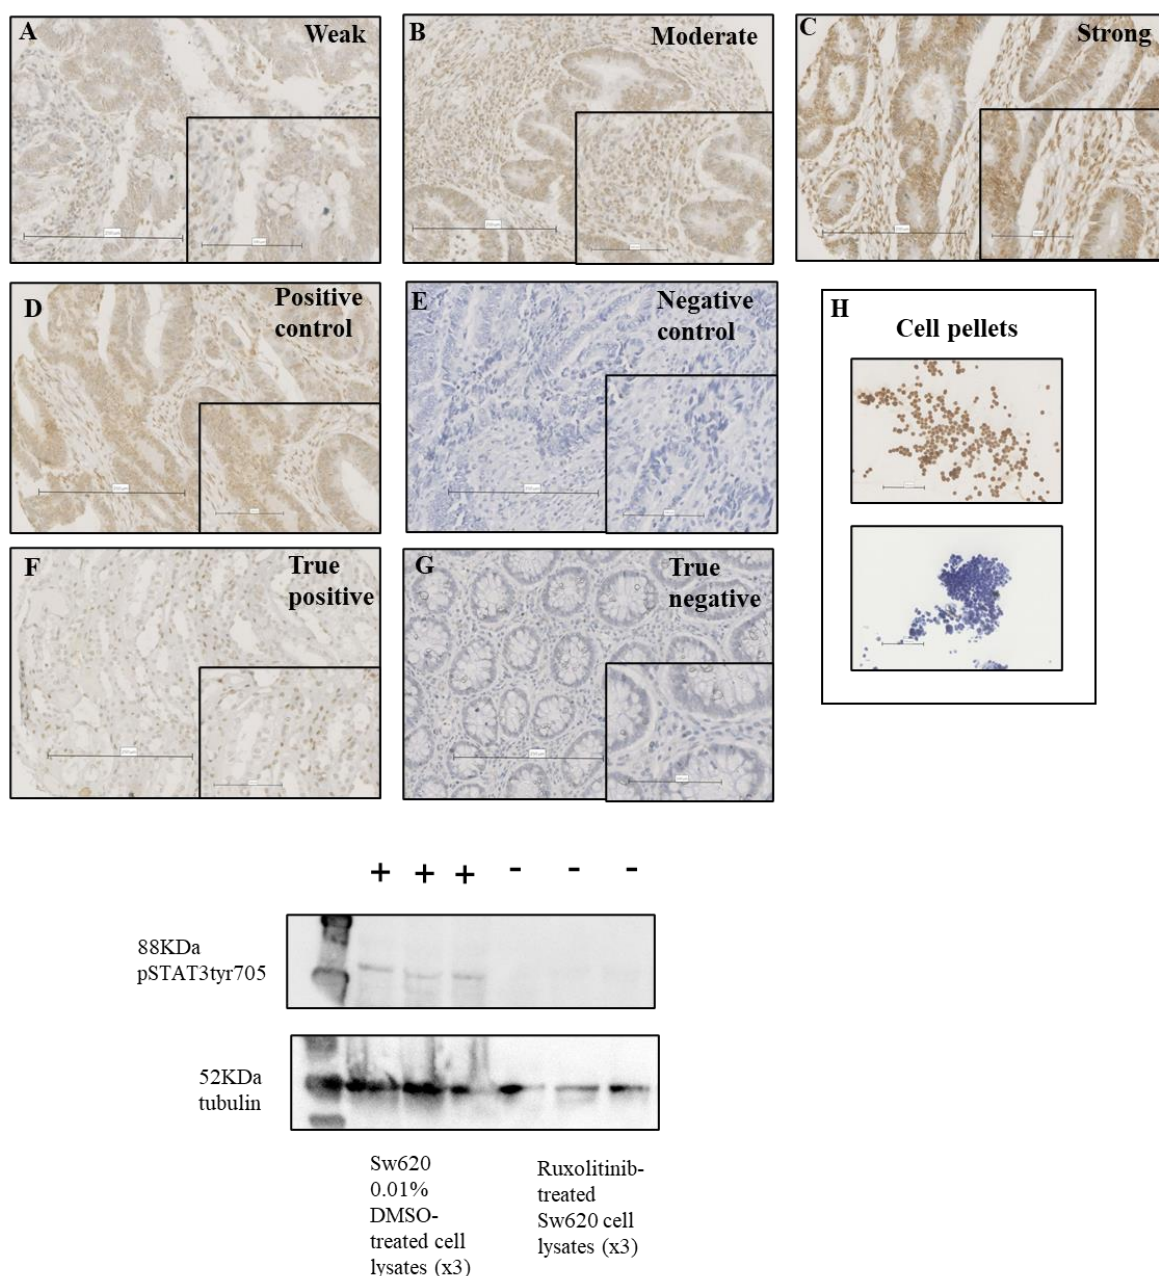 A
Weak
B
Moderate
C
Strong
D
Positive
control
E
Negative
control
H
Cell pellets
F
True
positive
G
True
negative
+ + + - - -
88KDa
pSTAT3tyr705
52KDa
tubulin
Sw620
0.01%
DMSO-
treated cell
lysates (x3)
Ruxolitinib-
treated
Sw620 cell
lysates (x3)